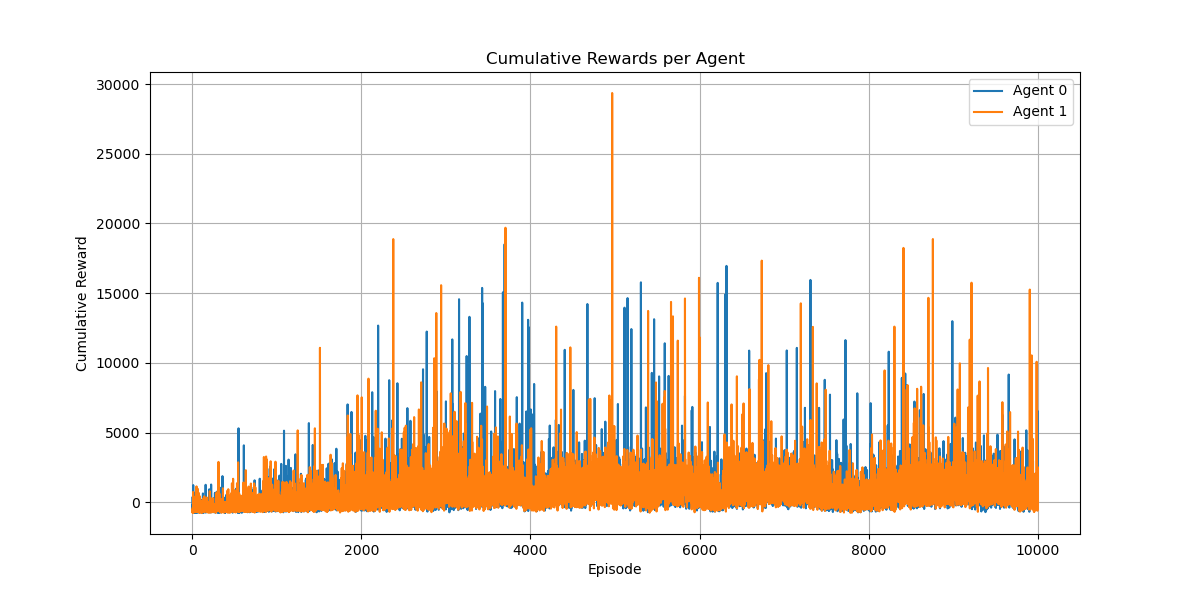 Cumulative Rewards per Agent
30000
25000
20000
15000
10000
5000
0
Cumulative Reward
Agent 0
Agent 1
0 2000 4000 6000 8000 10000
Episode